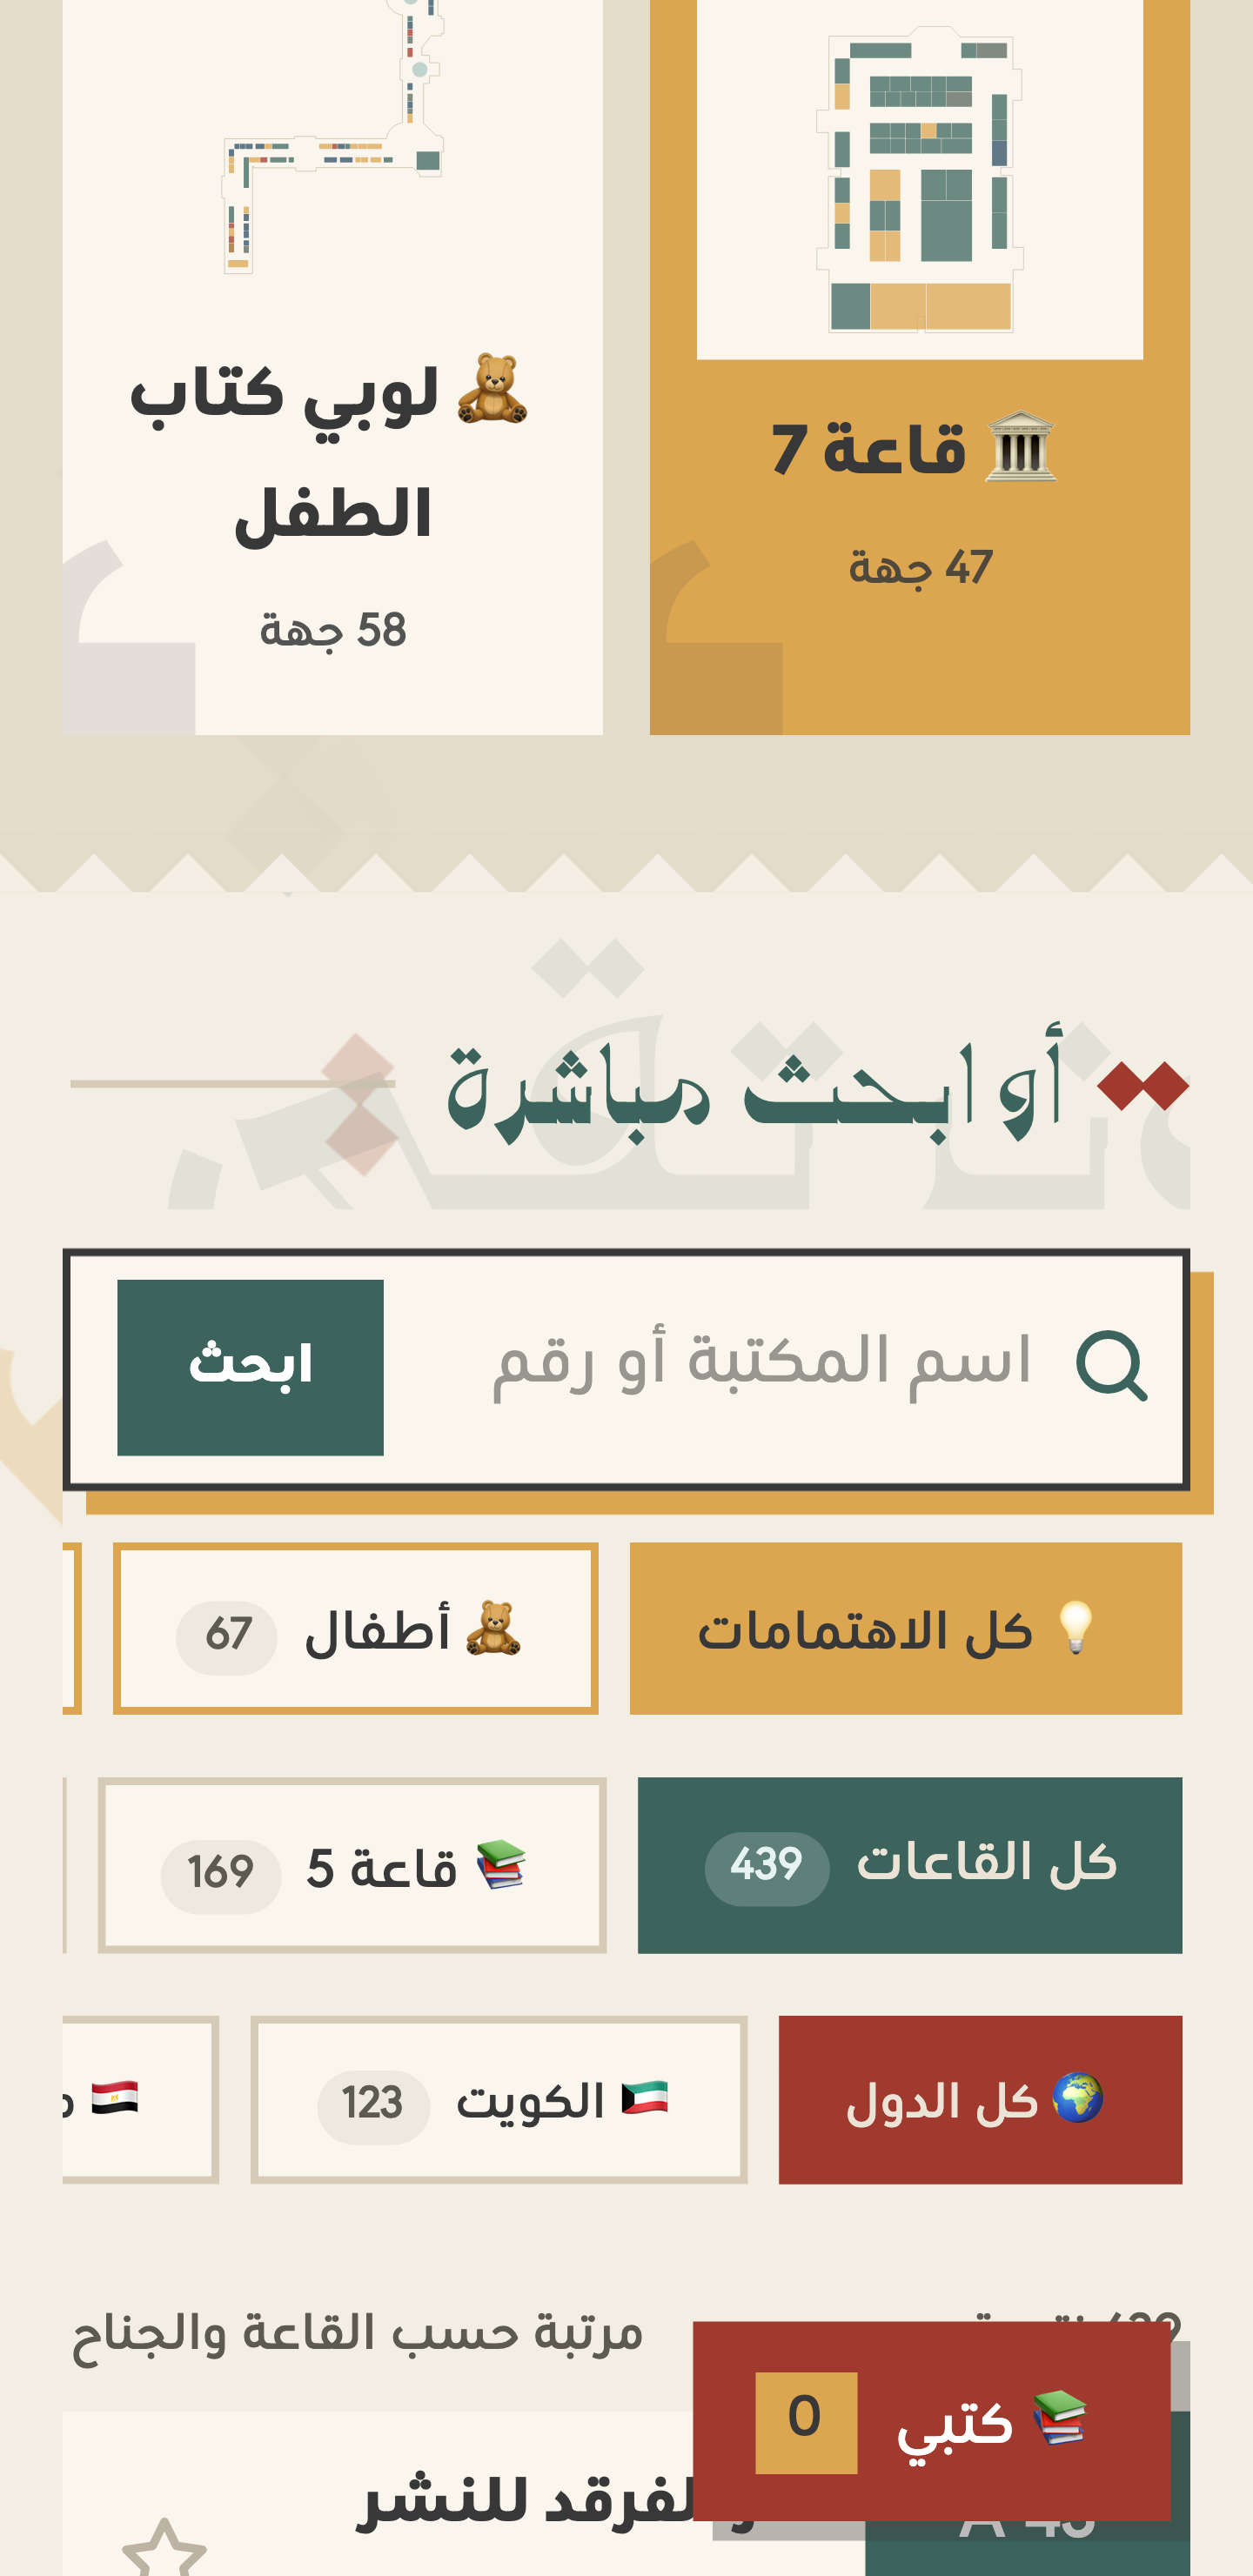 قاعة 7
47 جهة
لوبي كتاب
الطفل
58 جهة
أو ابحث مباشرة
اسم المكتبة أو رقم
ابحث
كل الاهتمامات
أطفال 67
كل القاعات 439
قاعة 5 169
كل الدول
الكويت 123
مرتبة حسب القاعة والجناح
كتبي 0
الفرقد للنشر